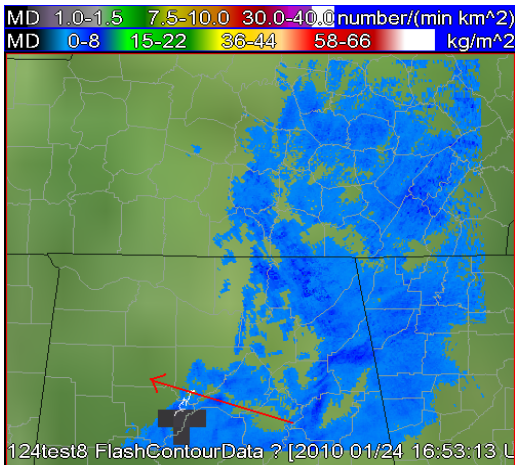 MD 1.0-1.5 7.5-10.0 30.0-40.0 number/(min km^2)
MD 0-8 15-22 36-44 58-66 kg/m^2
124test8 FlashContourData ? [2010 01/24 16:53:13 U